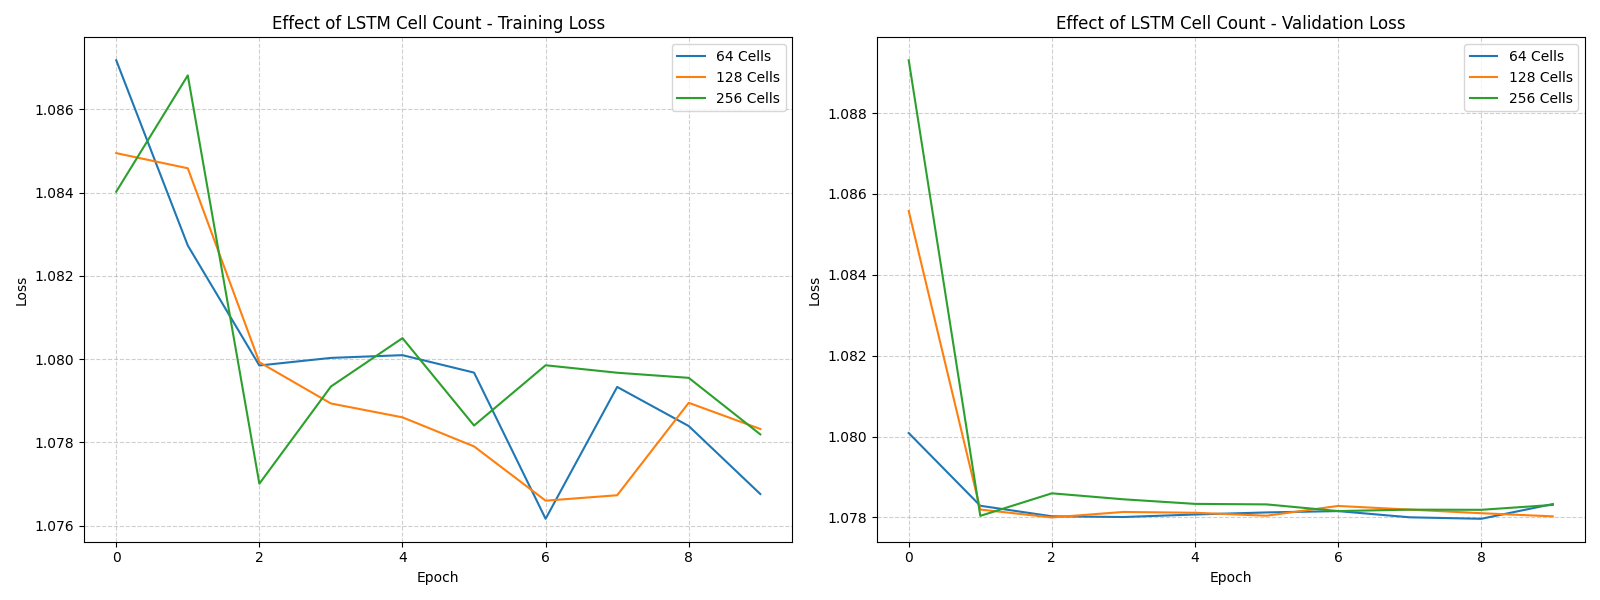 Effect of LSTM Cell Count - Training Loss
64 Cells
128 Cells
256 Cells
1.086
1.084
1.082
1.080
1.078
1.076
Loss
0
2
4
6
8
Epoch
Effect of LSTM Cell Count - Validation Loss
64 Cells
128 Cells
256 Cells
1.088
1.086
1.084
1.082
1.080
1.078
Loss
0
2
4
6
8
Epoch